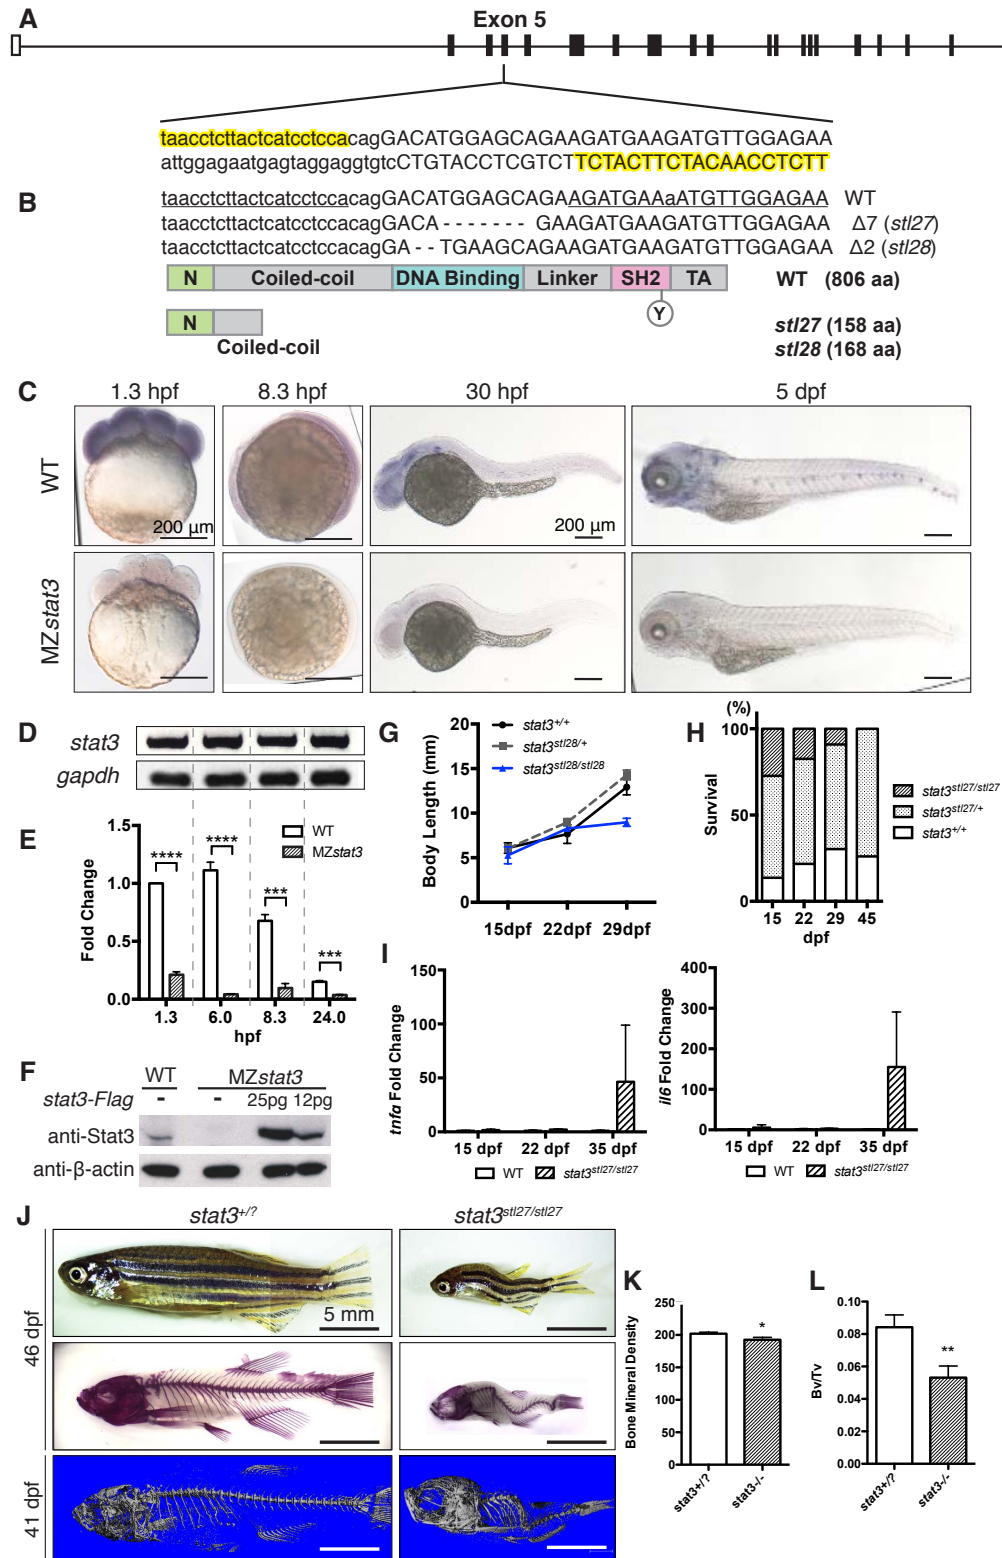 A
Exon 5
taacctcttactcatcctccacagGACATGGAGCAGAAGATGAAGATGTTGGAGAA
attggagaatgagtaggaggtgtcCTGTACCTCGTCTTCTACTTCTACAACCTCTT
B
taacctcttactcatcctccacagGACATGGAGCAGAAGATGAAaATGTTGGAGAA WT
taacctcttactcatcctccacagGACA - - - - - - - GAAGATGAAGATGTTGGAGAA Δ7 (stl27)
taacctcttactcatcctccacagGA - - TGAAGCAGAAGATGAAGATGTTGGAGAA Δ2 (stl28)
N Coiled-coil DNA Binding Linker SH2 TA WT (806 aa)
Y
N
Coiled-coil
stl27 (158 aa)
stl28 (168 aa)
C
1.3 hpf 8.3 hpf 30 hpf 5 dpf
WT
200 µm
200 µm
MZstat3
D
stat3
gapdh
E
Fold Change
1.5
1.0
0.5
0.0
**** **** *** ***
WT
MZstat3
1.3 6.0 8.3 24.0
hpf
F
WT MZstat3
stat3-Flag - - 25pg 12pg
anti-Stat3
anti-β-actin
G
Body Length (mm)
20
15
10
5
0
stat3+/+
stat3stl28/+
stat3stl28/stl28
15dpf 22dpf 29dpf
H
(%)
Survival
100
50
0
15 22 29 45
dpf
stat3stl27/stl27
stat3stl27/+
stat3+/+
I
tnfα Fold Change
150
100
50
0
15 dpf 22 dpf 35 dpf
WT stat3stl27/stl27
il6 Fold Change
400
300
200
100
0
15 dpf 22 dpf 35 dpf
WT stat3stl27/stl27
J
stat3+/? stat3stl27/stl27
46 dpf
5 mm
41 dpf
K
Bone Mineral Density
250
200
150
100
50
0
*
stat3+/? stat3-/-
L
Bv/Tv
0.10
0.08
0.06
0.04
0.02
0.00
**
stat3+/? stat3-/-